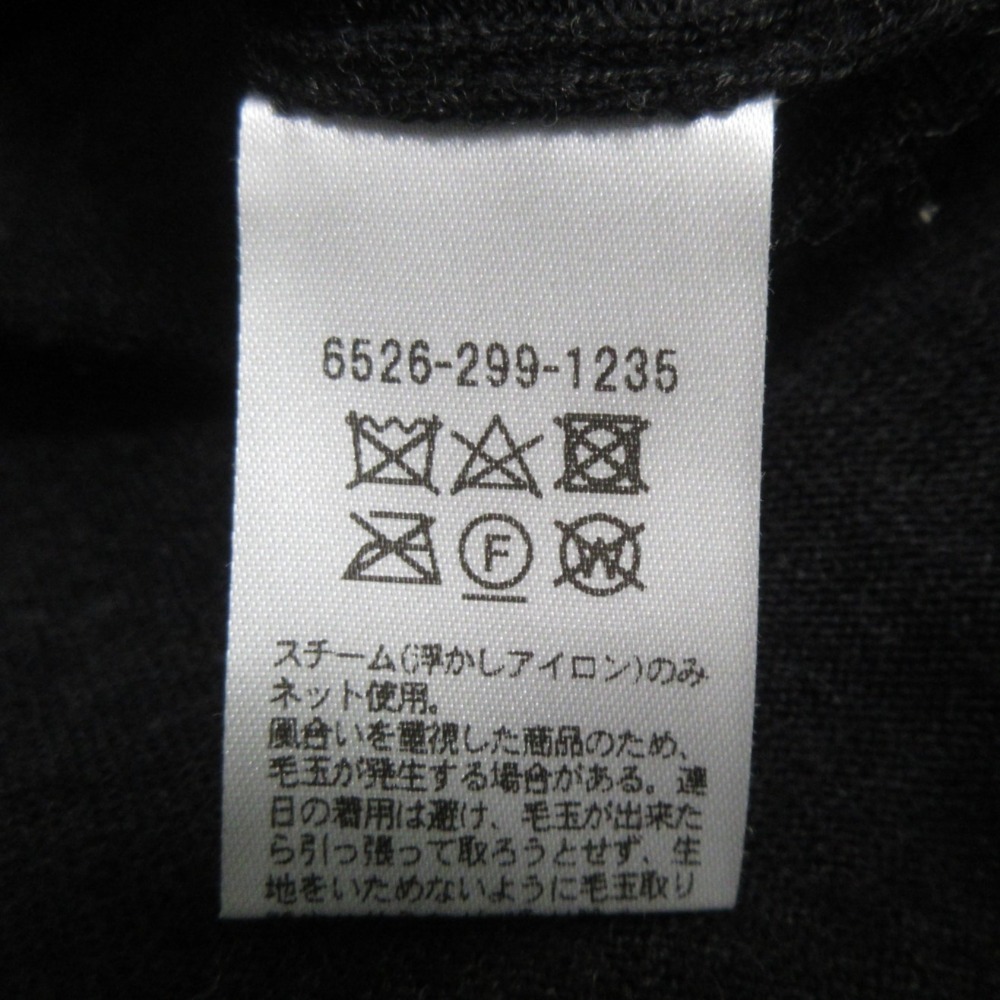 6526-299-1235
F
W
スチーム(浮かしアイロン)のみ
ネット使用。
風合いを重視した商品のため、
毛玉が発生する場合がある。連
日の着用は避け、毛玉が出来た
ら引っ張って取ろうとせず、生
地をいためないように毛玉取り